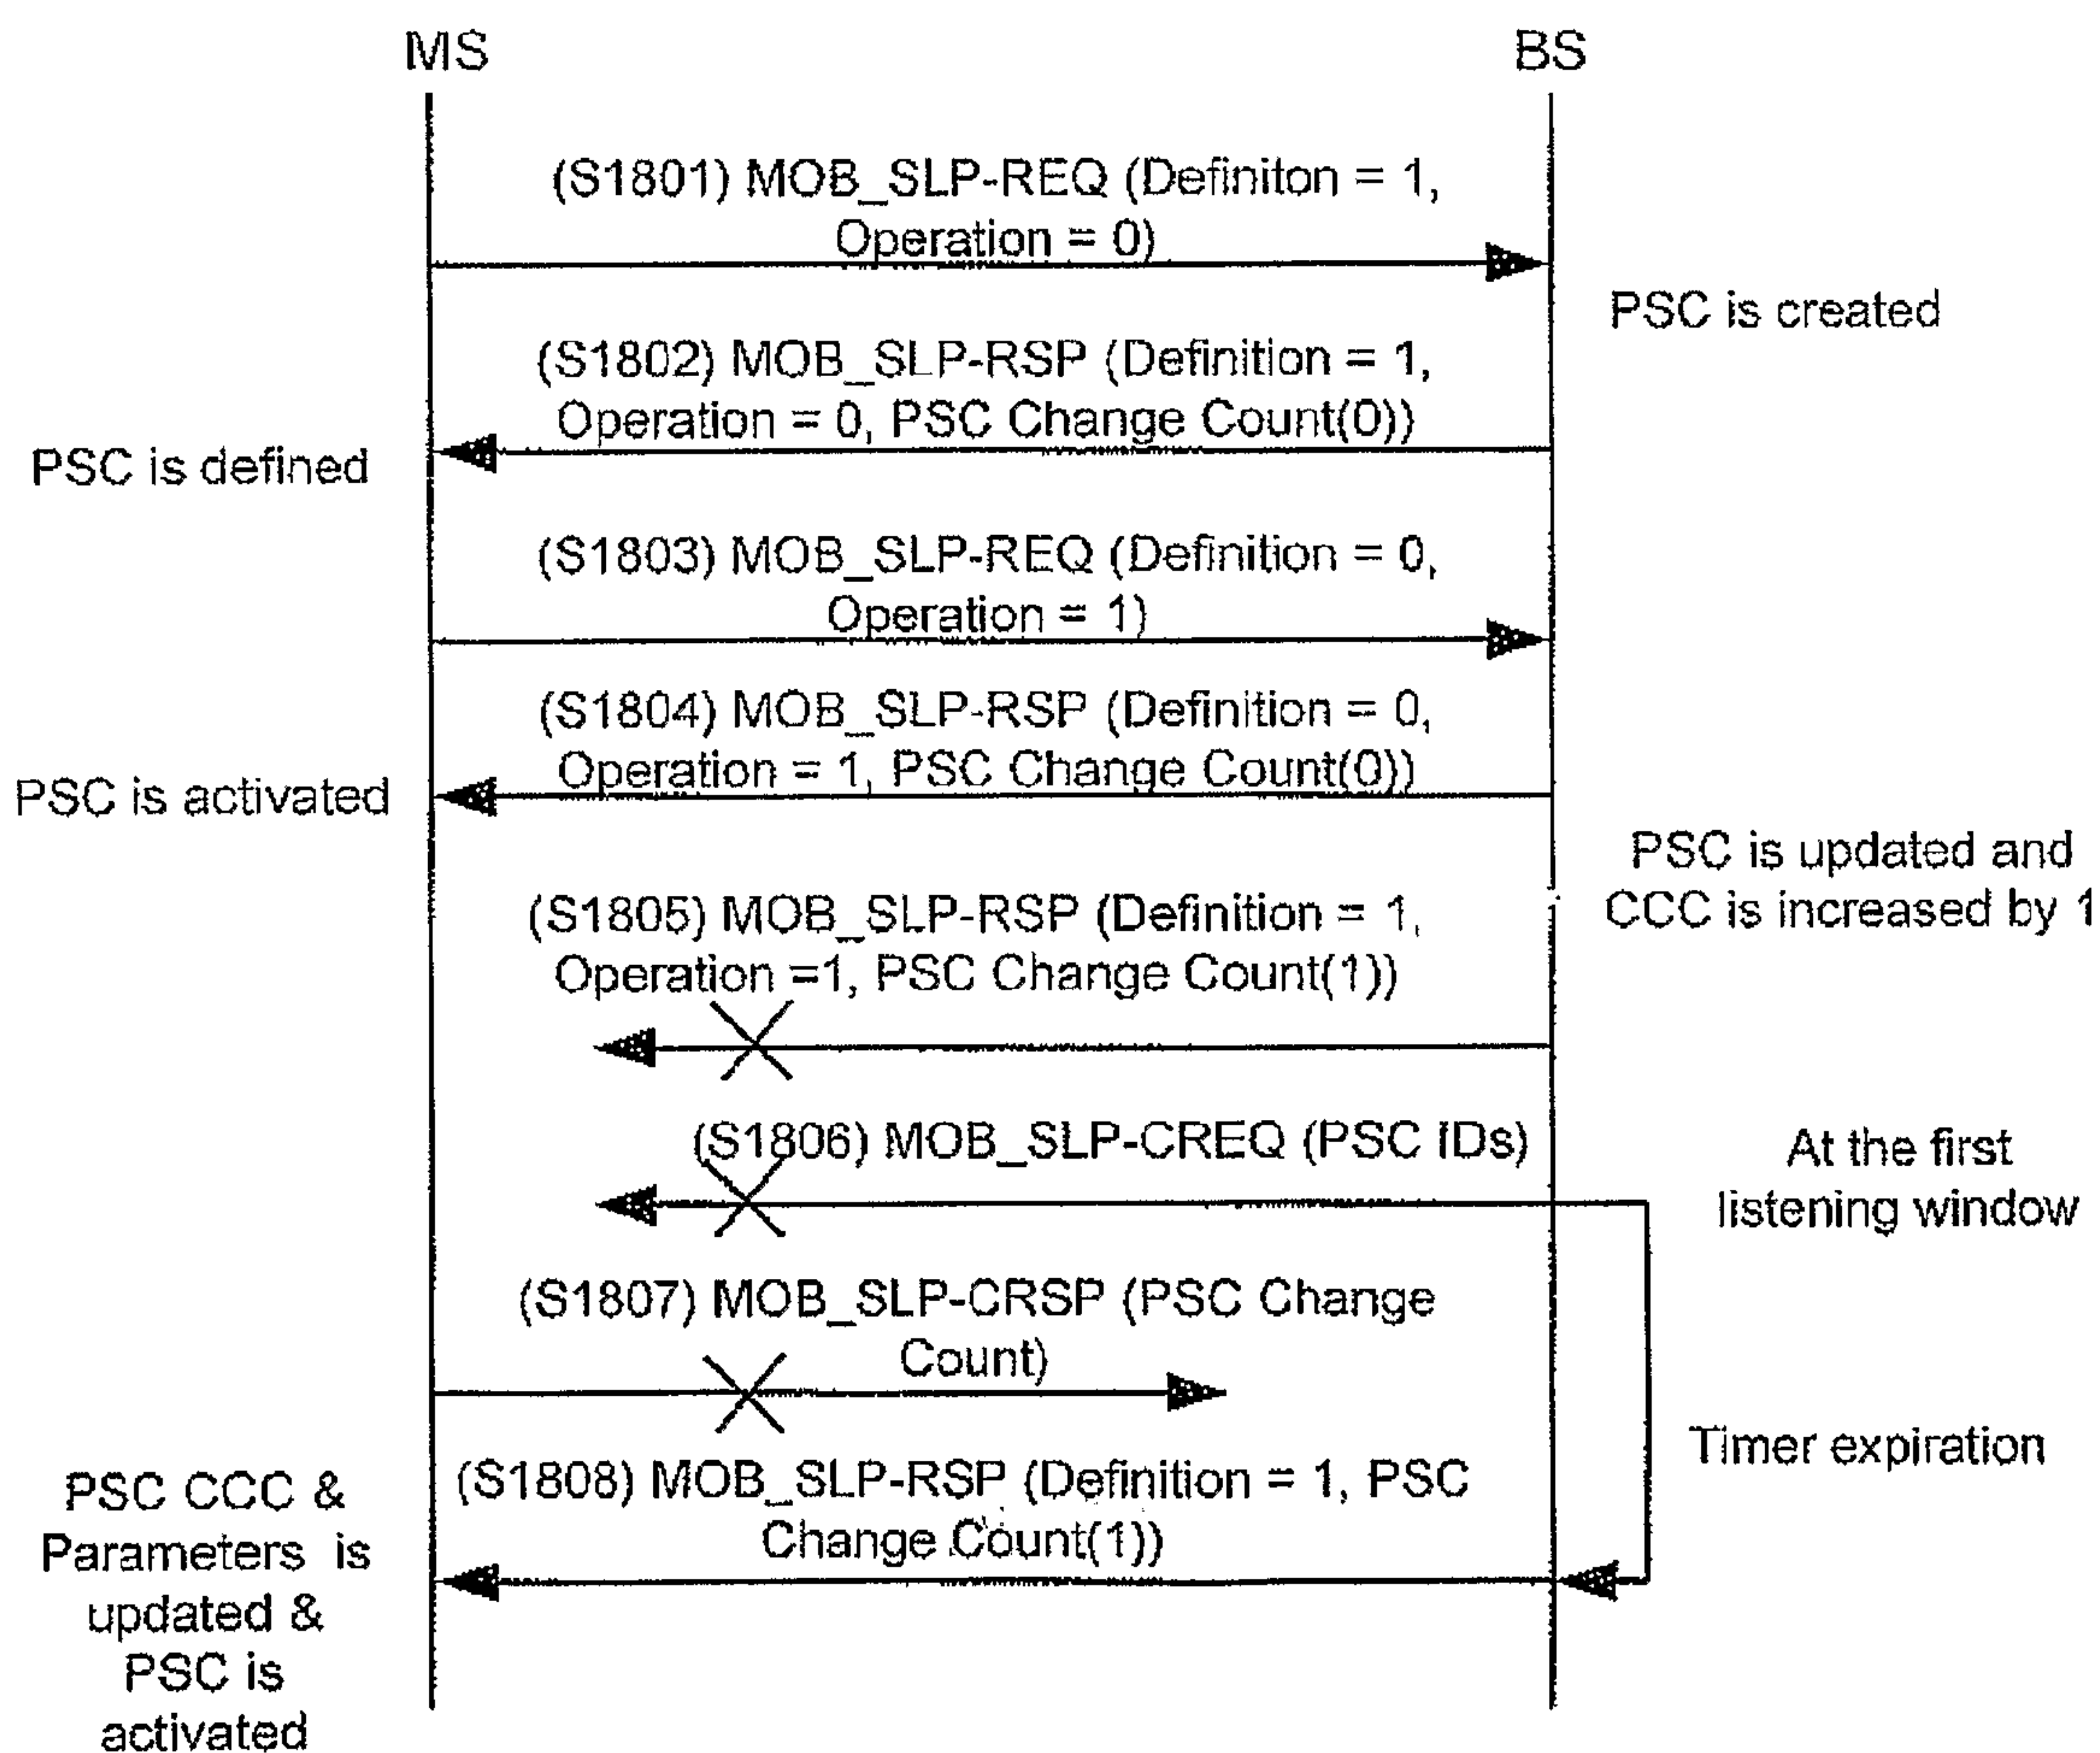 MS
BS
(S1801) MOB_SLP-REQ (Definiton = 1,
Operation = 0)
PSC is created
(S1802) MOB_SLP-RSP (Definition = 1,
Operation = 0, PSC Change Count(0))
PSC is defined
(S1803) MOB_SLP-REQ (Definition = 0,
Operation = 1)
(S1804) MOB_SLP-RSP (Definition = 0,
Operation = 1, PSC Change Count(0))
PSC is activated
PSC is updated and
CCC is increased by 1
(S1805) MOB_SLP-RSP (Definition = 1,
Operation =1, PSC Change Count(1))
(S1806) MOB_SLP-CREQ (PSC IDs)
At the first
listening window
(S1807) MOB_SLP-CRSP (PSC Change
Count)
Timer expiration
(S1808) MOB_SLP-RSP (Definition = 1, PSC
Change Count(1))
PSC CCC &
Parameters is
updated &
PSC is
activated